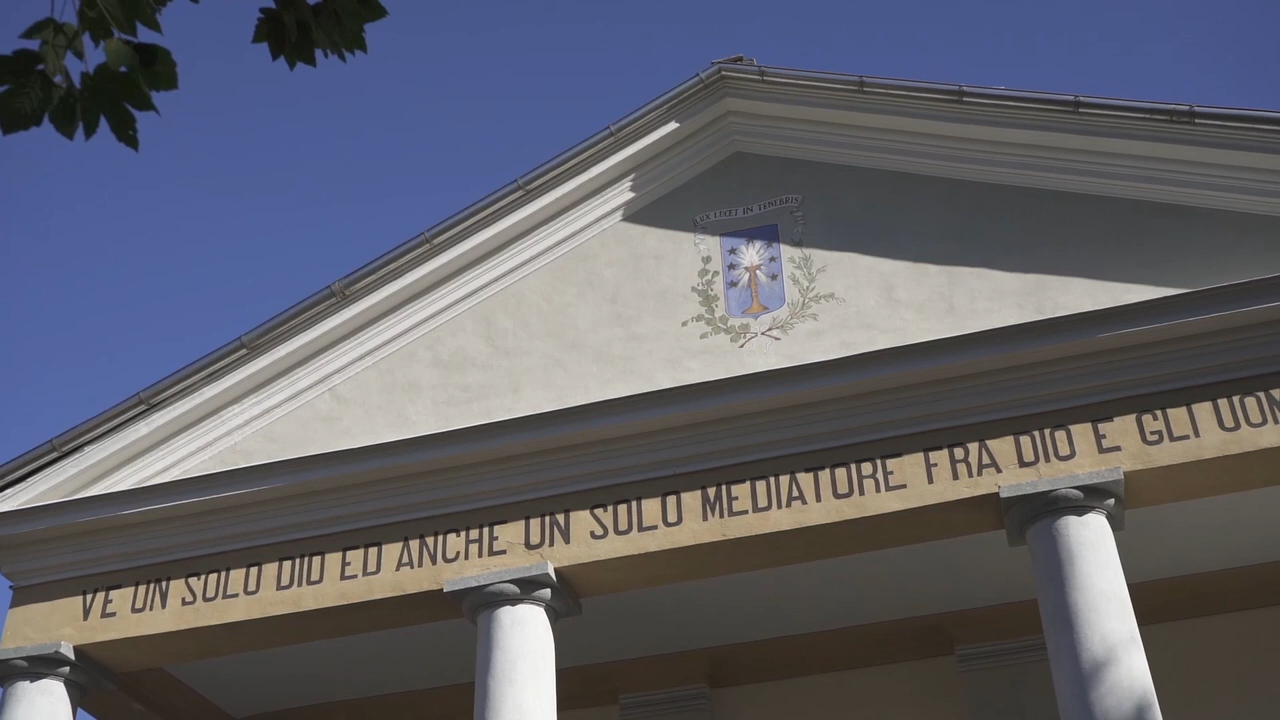 LUX LUCET IN TENEBRIS
V'E UN SOLO DIO ED ANCHE UN SOLO MEDIATORE FRA DIO E GLI UOM